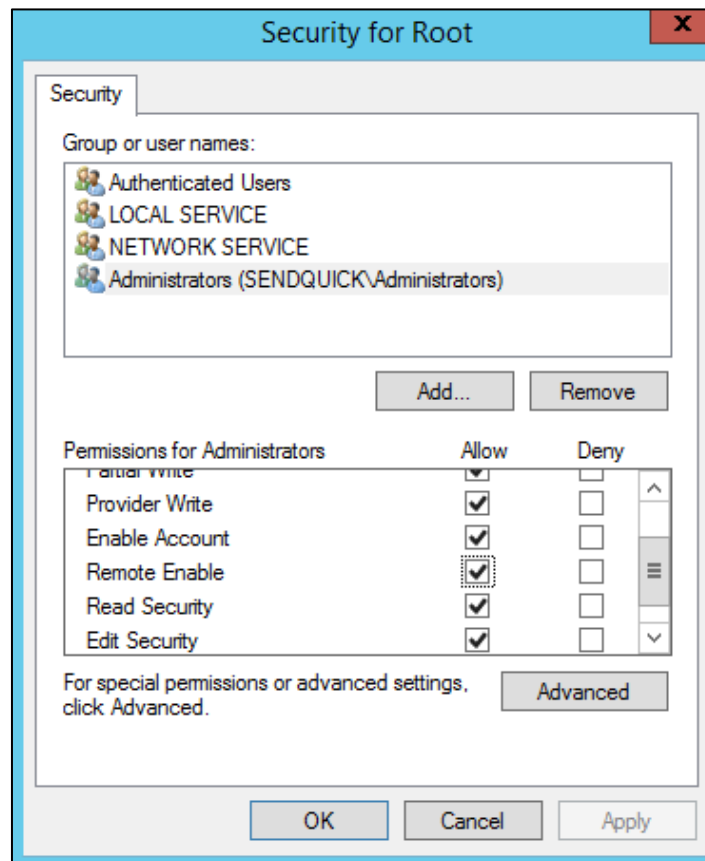 Security for Root
X
Security
Group or user names:
Authenticated Users
LOCAL SERVICE
NETWORK SERVICE
Administrators (SENDQUICK\Administrators)
Add... Remove
Permissions for Administrators Allow Deny
Partial Write
Provider Write
Enable Account
Remote Enable
Read Security
Edit Security
For special permissions or advanced settings, Advanced
click Advanced.
OK Cancel Apply